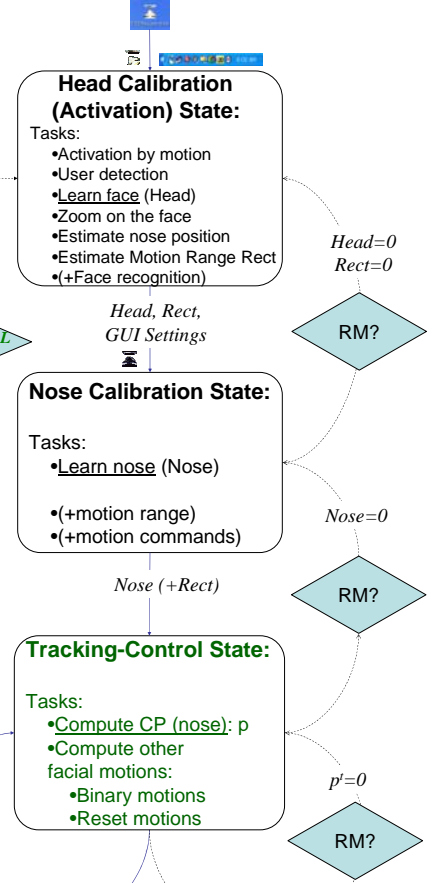 Head Calibration
(Activation) State:
Tasks:
•Activation by motion
•User detection
•Learn face (Head)
•Zoom on the face
•Estimate nose position
•Estimate Motion Range Rect
•(+Face recognition)
Head=0
Rect=0
RM?
Head, Rect,
GUI Settings
L
Nose Calibration State:
Tasks:
•Learn nose (Nose)
•(+motion range)
•(+motion commands)
Nose=0
RM?
Nose (+Rect)
Tracking-Control State:
Tasks:
•Compute CP (nose): p
•Compute other
facial motions:
•Binary motions
•Reset motions
pᵗ=0
RM?